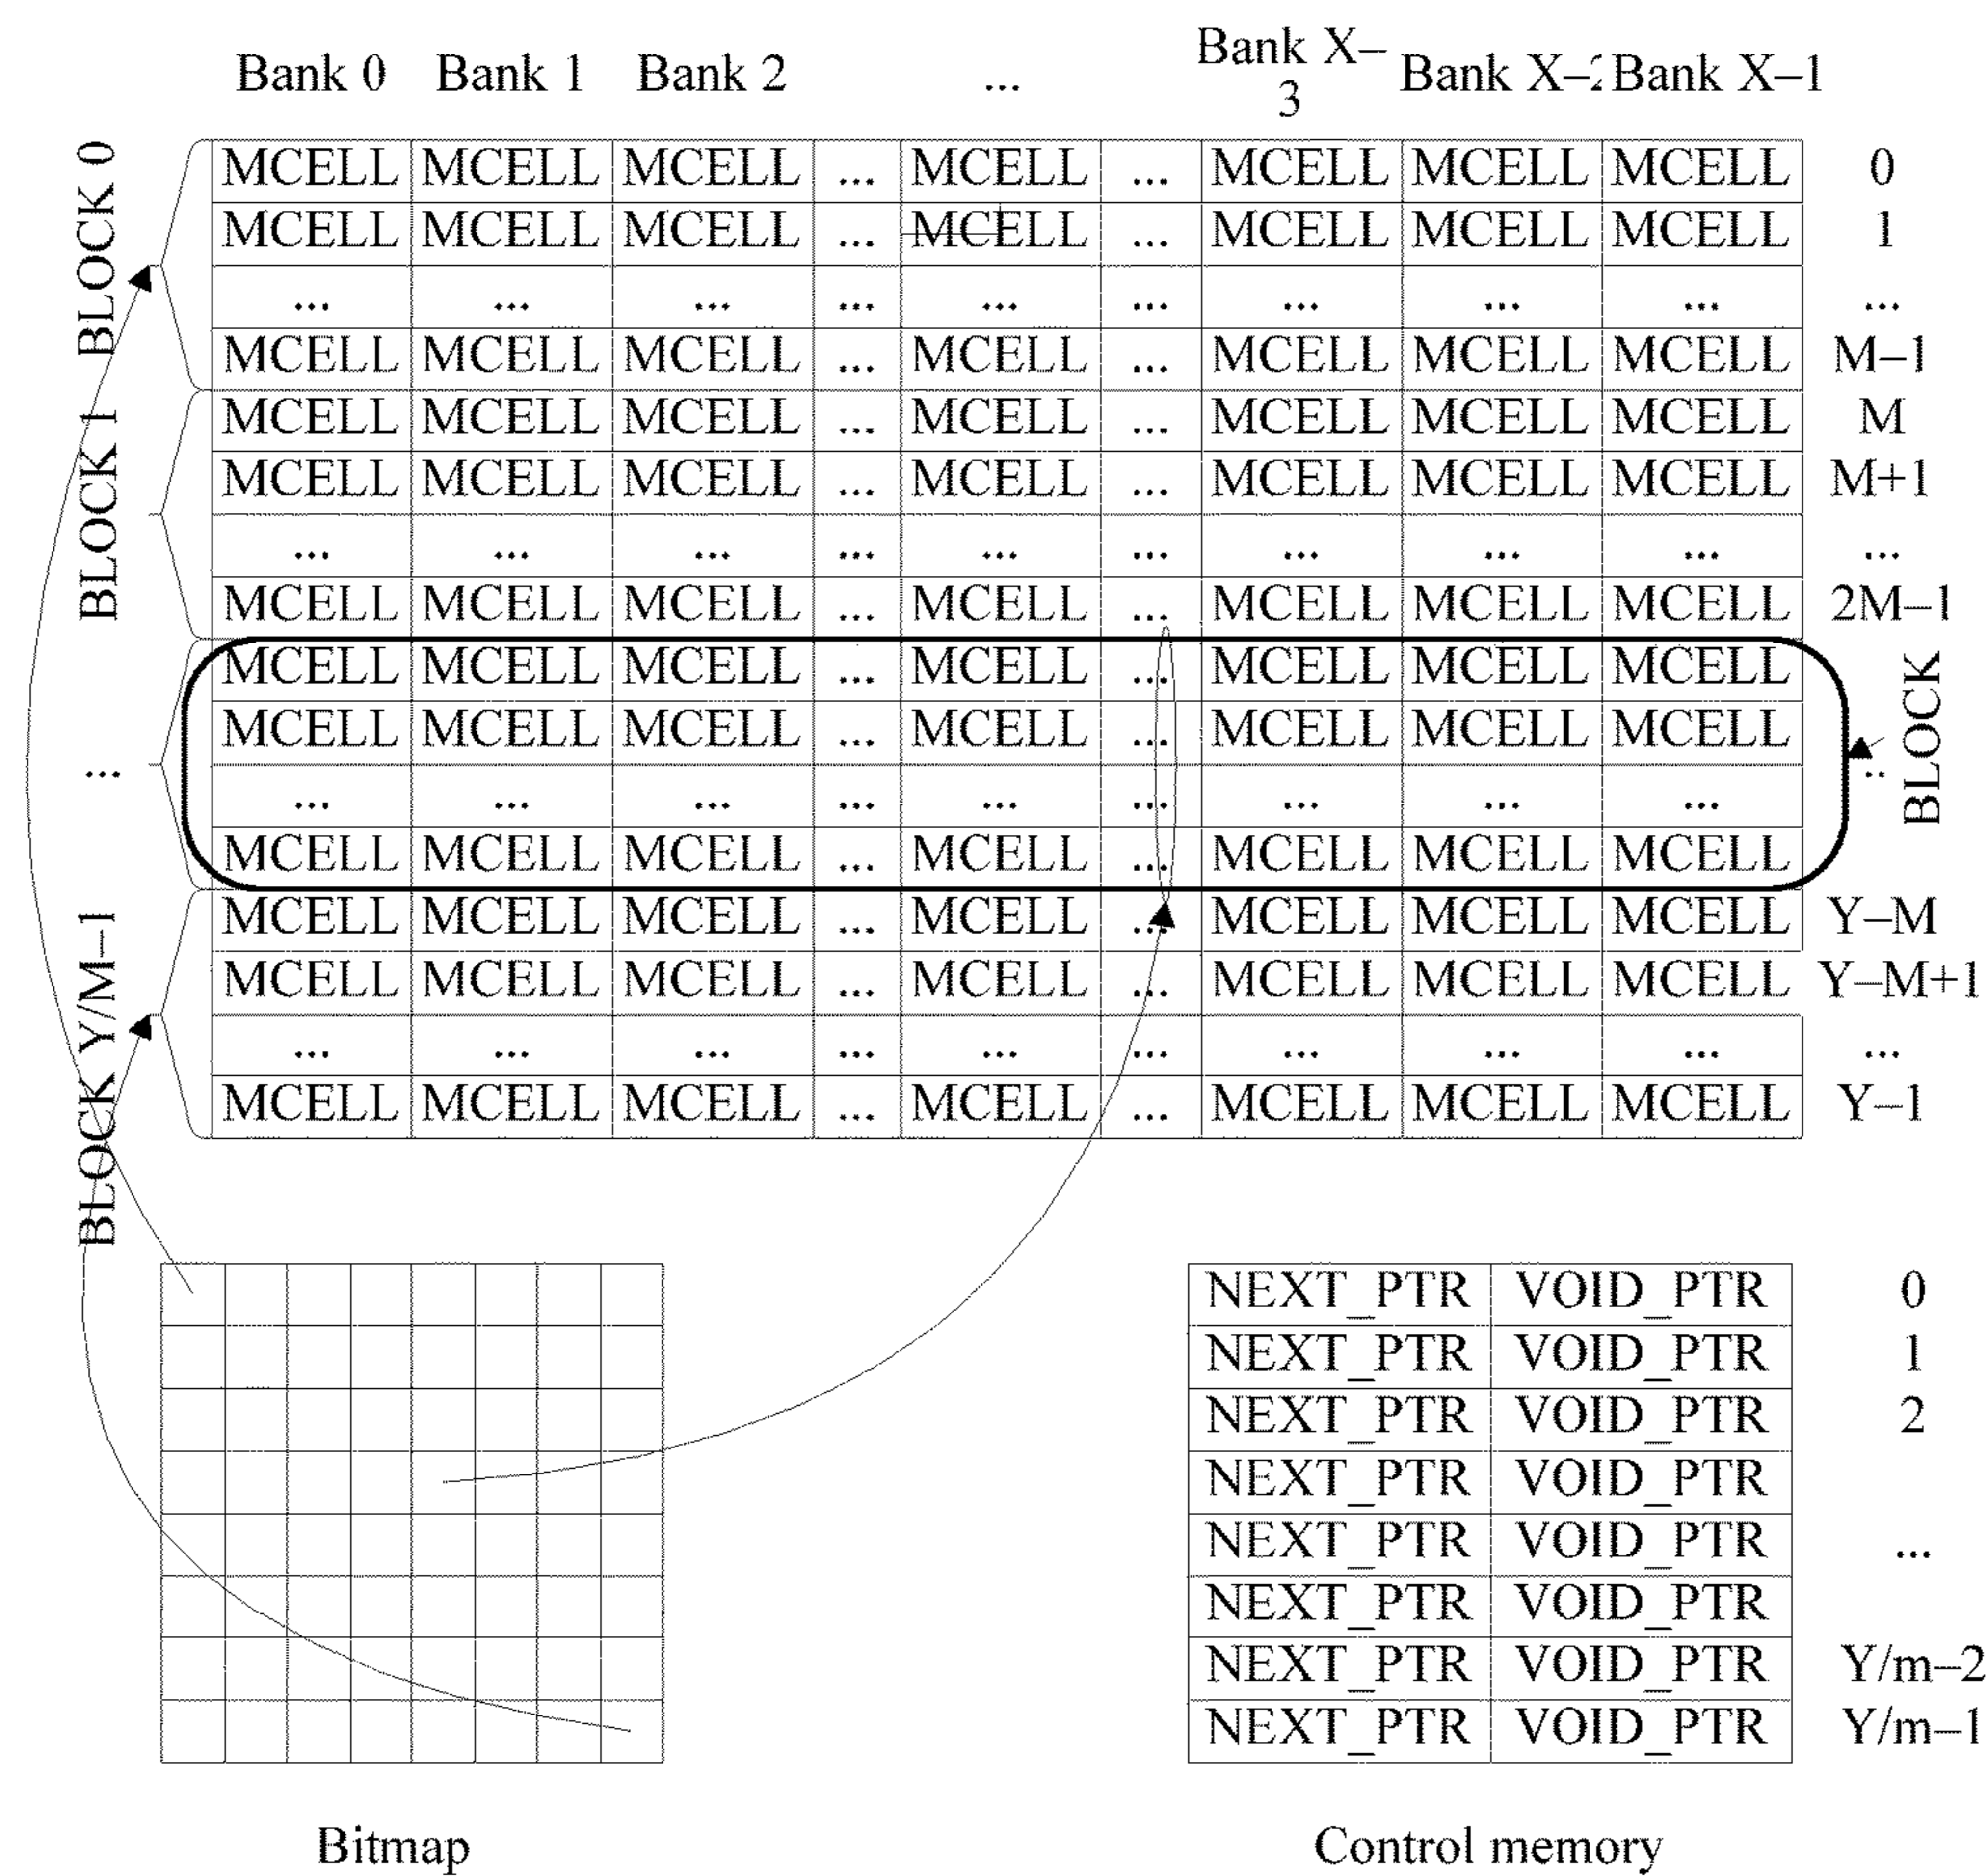 Bank 0 Bank 1 Bank 2 ... Bank X–3 Bank X– Bank X–1
BLOCK 0
MCELL MCELL MCELL ... MCELL ... MCELL MCELL MCELL 0
MCELL MCELL MCELL ... MCELL ... MCELL MCELL MCELL 1
... ... ... ... ... ... ... ... ... ...
MCELL MCELL MCELL ... MCELL ... MCELL MCELL MCELL M–1
BLOCK 1
MCELL MCELL MCELL ... MCELL ... MCELL MCELL MCELL M
MCELL MCELL MCELL ... MCELL ... MCELL MCELL MCELL M+1
... ... ... ... ... ... ... ... ... ...
MCELL MCELL MCELL ... MCELL ... MCELL MCELL MCELL 2M–1
...
MCELL MCELL MCELL ... MCELL ... MCELL MCELL MCELL
MCELL MCELL MCELL ... MCELL ... MCELL MCELL MCELL
... ... ... ... ... ... ... ... ... ...
MCELL MCELL MCELL ... MCELL ... MCELL MCELL MCELL
BLOCK
BLOCK Y/M–1
MCELL MCELL MCELL ... MCELL ... MCELL MCELL MCELL Y–M
MCELL MCELL MCELL ... MCELL ... MCELL MCELL MCELL Y–M+1
... ... ... ... ... ... ... ... ... ...
MCELL MCELL MCELL ... MCELL ... MCELL MCELL MCELL Y–1
NEXT_PTR VOID_PTR 0
NEXT_PTR VOID_PTR 1
NEXT_PTR VOID_PTR 2
NEXT_PTR VOID_PTR
NEXT_PTR VOID_PTR ...
NEXT_PTR VOID_PTR
NEXT_PTR VOID_PTR Y/m–2
NEXT_PTR VOID_PTR Y/m–1
Bitmap
Control memory